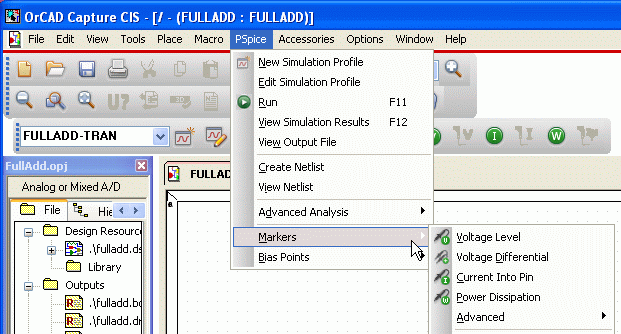 OrCAD Capture CIS - [/ - (FULLADD : FULLADD)]
File Edit View Tools Place Macro PSpice Accessories Options Window Help
New Simulation Profile
Edit Simulation Profile
Run F11
View Simulation Results F12
View Output File
Create Netlist
View Netlist
Advanced Analysis
Markers
Bias Points
Voltage Level
Voltage Differential
Current Into Pin
Power Dissipation
Advanced
U?
FULLADD-TRAN
V
I
W
FullAdd.opj
Analog or Mixed A/D
File
Hie
Design Resource
.\fulladd.ds
Library
Outputs
.\fulladd.bo
.\fulladd.dr
FULLA